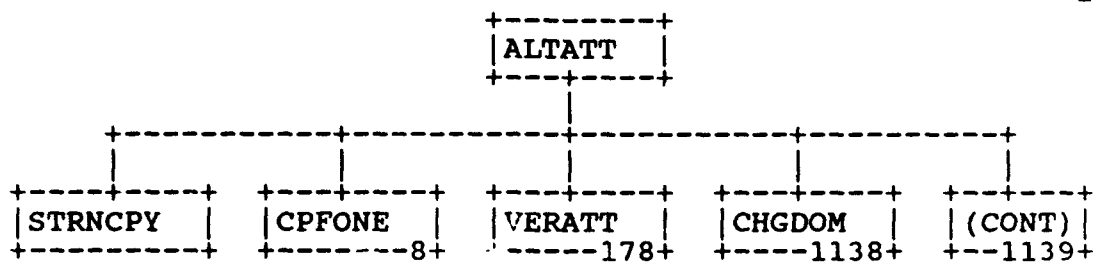 ALTATT
STRNCPY CPFONE VERATT CHGDOM (CONT)
8 178 1138 1139